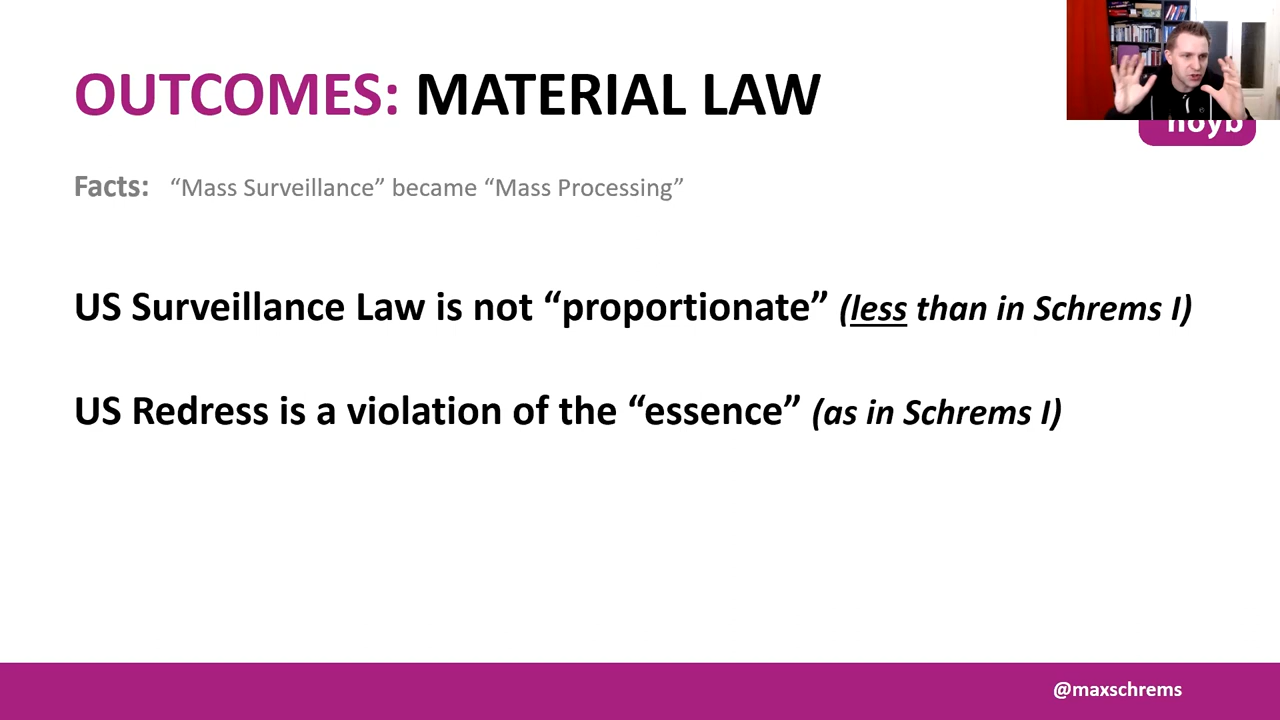 OUTCOMES: MATERIAL LAW
noyb
Facts: “Mass Surveillance” became “Mass Processing”
US Surveillance Law is not “proportionate” (less than in Schrems I)
US Redress is a violation of the “essence” (as in Schrems I)
@maxschrems